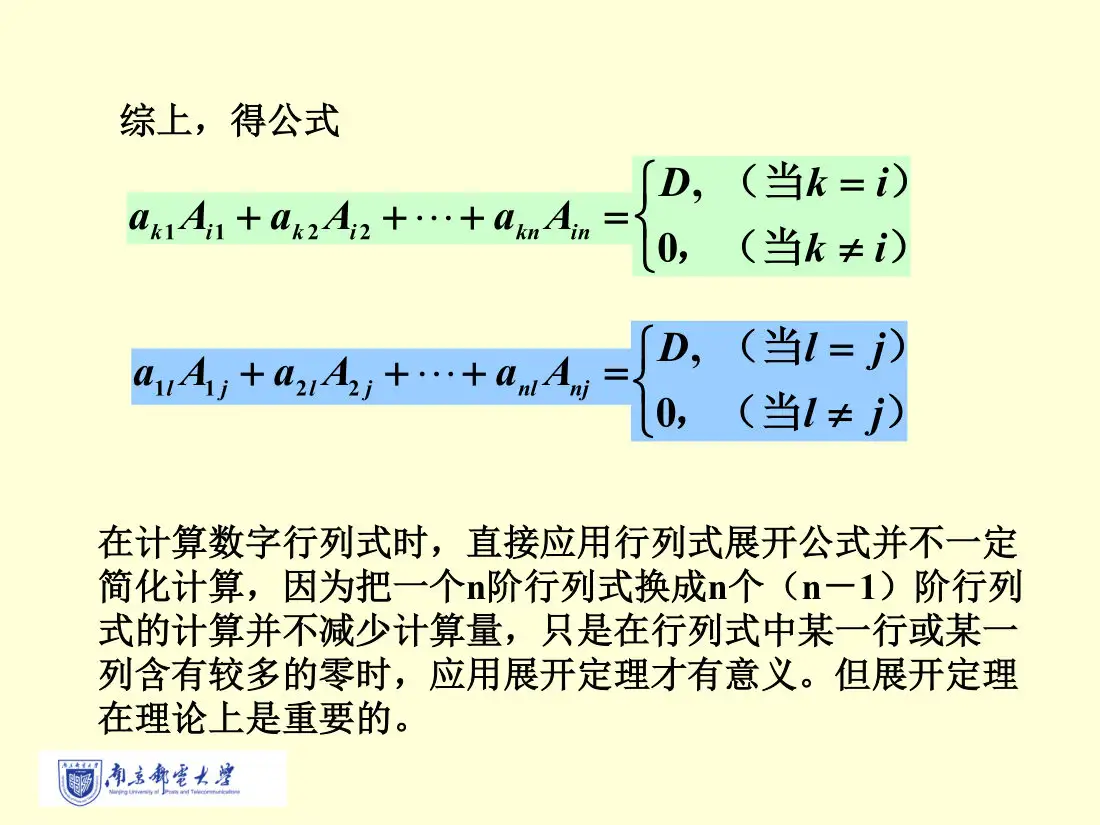 综上，得公式
a_{k1}A_{i1} + a_{k2}A_{i2} + ⋯ + a_{kn}A_{in} = { D, （当k = i）
0， （当k ≠ i）
a_{1l}A_{1j} + a_{2l}A_{2j} + ⋯ + a_{nl}A_{nj} = { D, （当l = j）
0， （当l ≠ j）
在计算数字行列式时，直接应用行列式展开公式并不一定
简化计算，因为把一个n阶行列式换成n个（n－1）阶行列
式的计算并不减少计算量，只是在行列式中某一行或某一
列含有较多的零时，应用展开定理才有意义。但展开定理
在理论上是重要的。
南京邮電大学
Nanjing University of Posts and Telecommunications